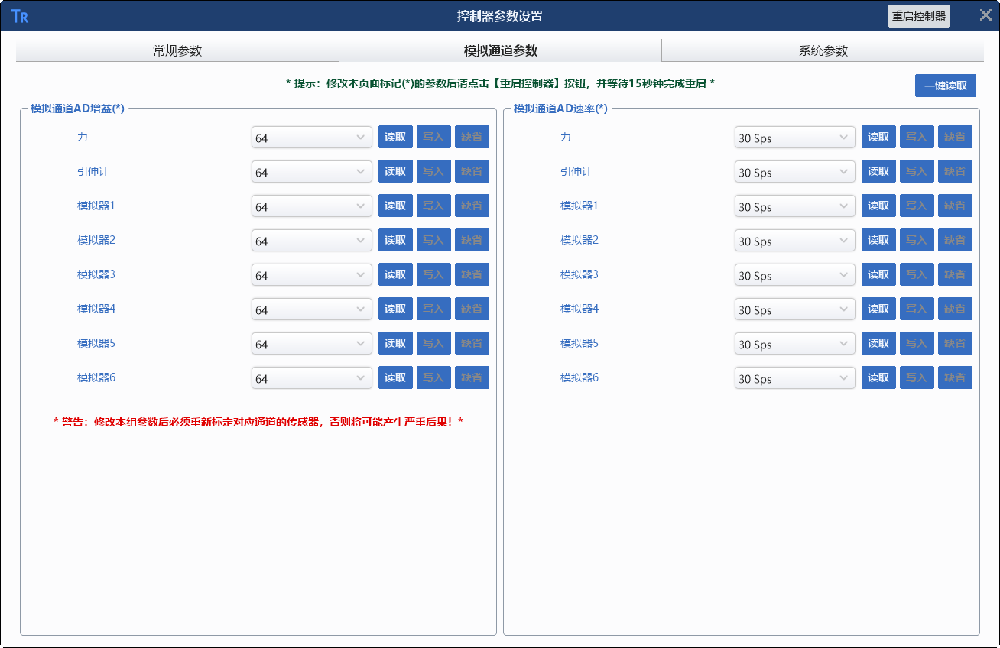 TR
控制器参数设置
重启控制器
常规参数
模拟通道参数
系统参数
* 提示：修改本页面标记(*)的参数后请点击【重启控制器】按钮，并等待15秒钟完成重启 *
一键读取
模拟通道AD增益(*)
力 64 读取 写入 缺省
引伸计 64 读取 写入 缺省
模拟器1 64 读取 写入 缺省
模拟器2 64 读取 写入 缺省
模拟器3 64 读取 写入 缺省
模拟器4 64 读取 写入 缺省
模拟器5 64 读取 写入 缺省
模拟器6 64 读取 写入 缺省
* 警告：修改本组参数后必须重新标定对应通道的传感器，否则将可能产生严重后果！*
模拟通道AD速率(*)
力 30 Sps 读取 写入 缺省
引伸计 30 Sps 读取 写入 缺省
模拟器1 30 Sps 读取 写入 缺省
模拟器2 30 Sps 读取 写入 缺省
模拟器3 30 Sps 读取 写入 缺省
模拟器4 30 Sps 读取 写入 缺省
模拟器5 30 Sps 读取 写入 缺省
模拟器6 30 Sps 读取 写入 缺省